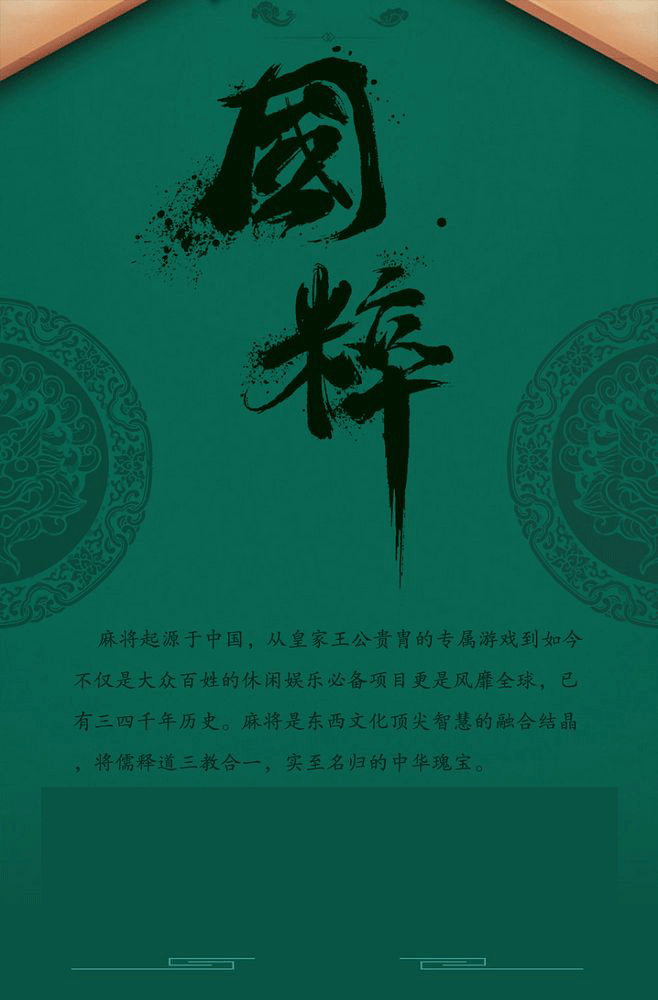 國
粹
麻将起源于中国，从皇家王公贵胄的专属游戏到如今
不仅是大众百姓的休闲娱乐必备项目更是风靡全球，已
有三四千年历史。麻将是东西文化顶尖智慧的融合结晶
，将儒释道三教合一，实至名归的中华瑰宝。